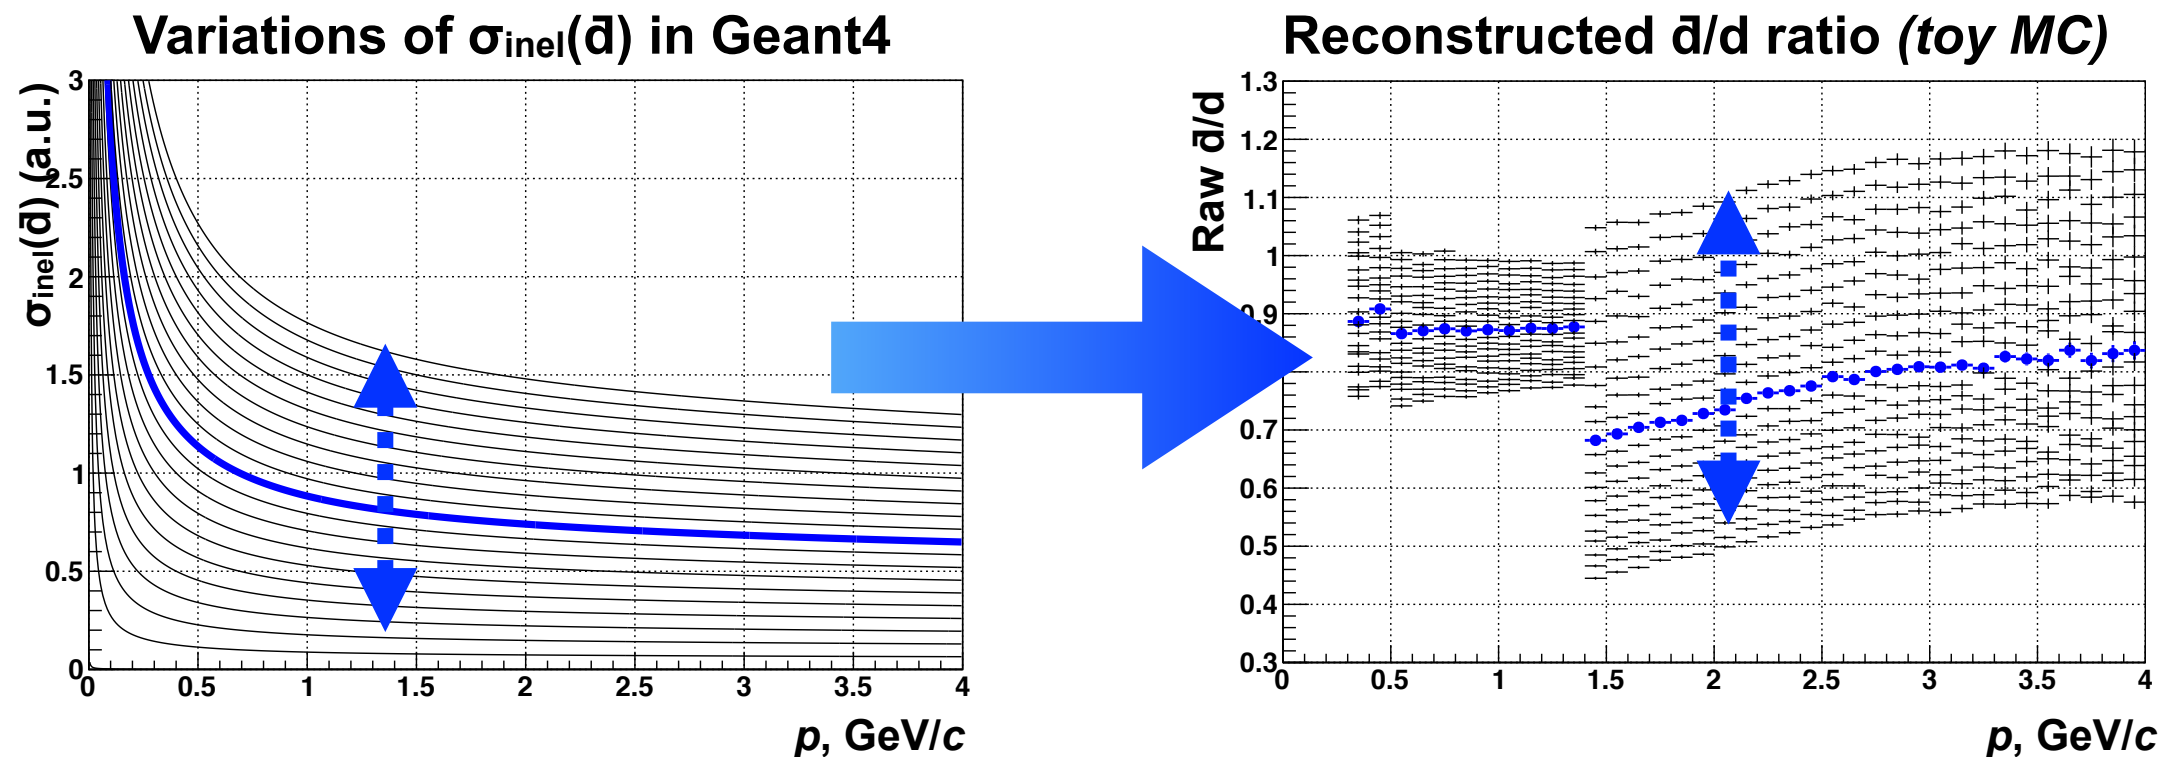 Variations of σinel(d̄) in Geant4
σinel(d̄) (a.u.)
3
2.5
2
1.5
1
0.5
0
0 0.5 1 1.5 2 2.5 3 3.5 4
p, GeV/c
Reconstructed d̄/d ratio (toy MC)
Raw d̄/d
1.3
1.2
1.1
1
0.9
0.7
0.6
0.5
0.4
0.3
0 0.5 1 1.5 2 2.5 3 3.5 4
p, GeV/c